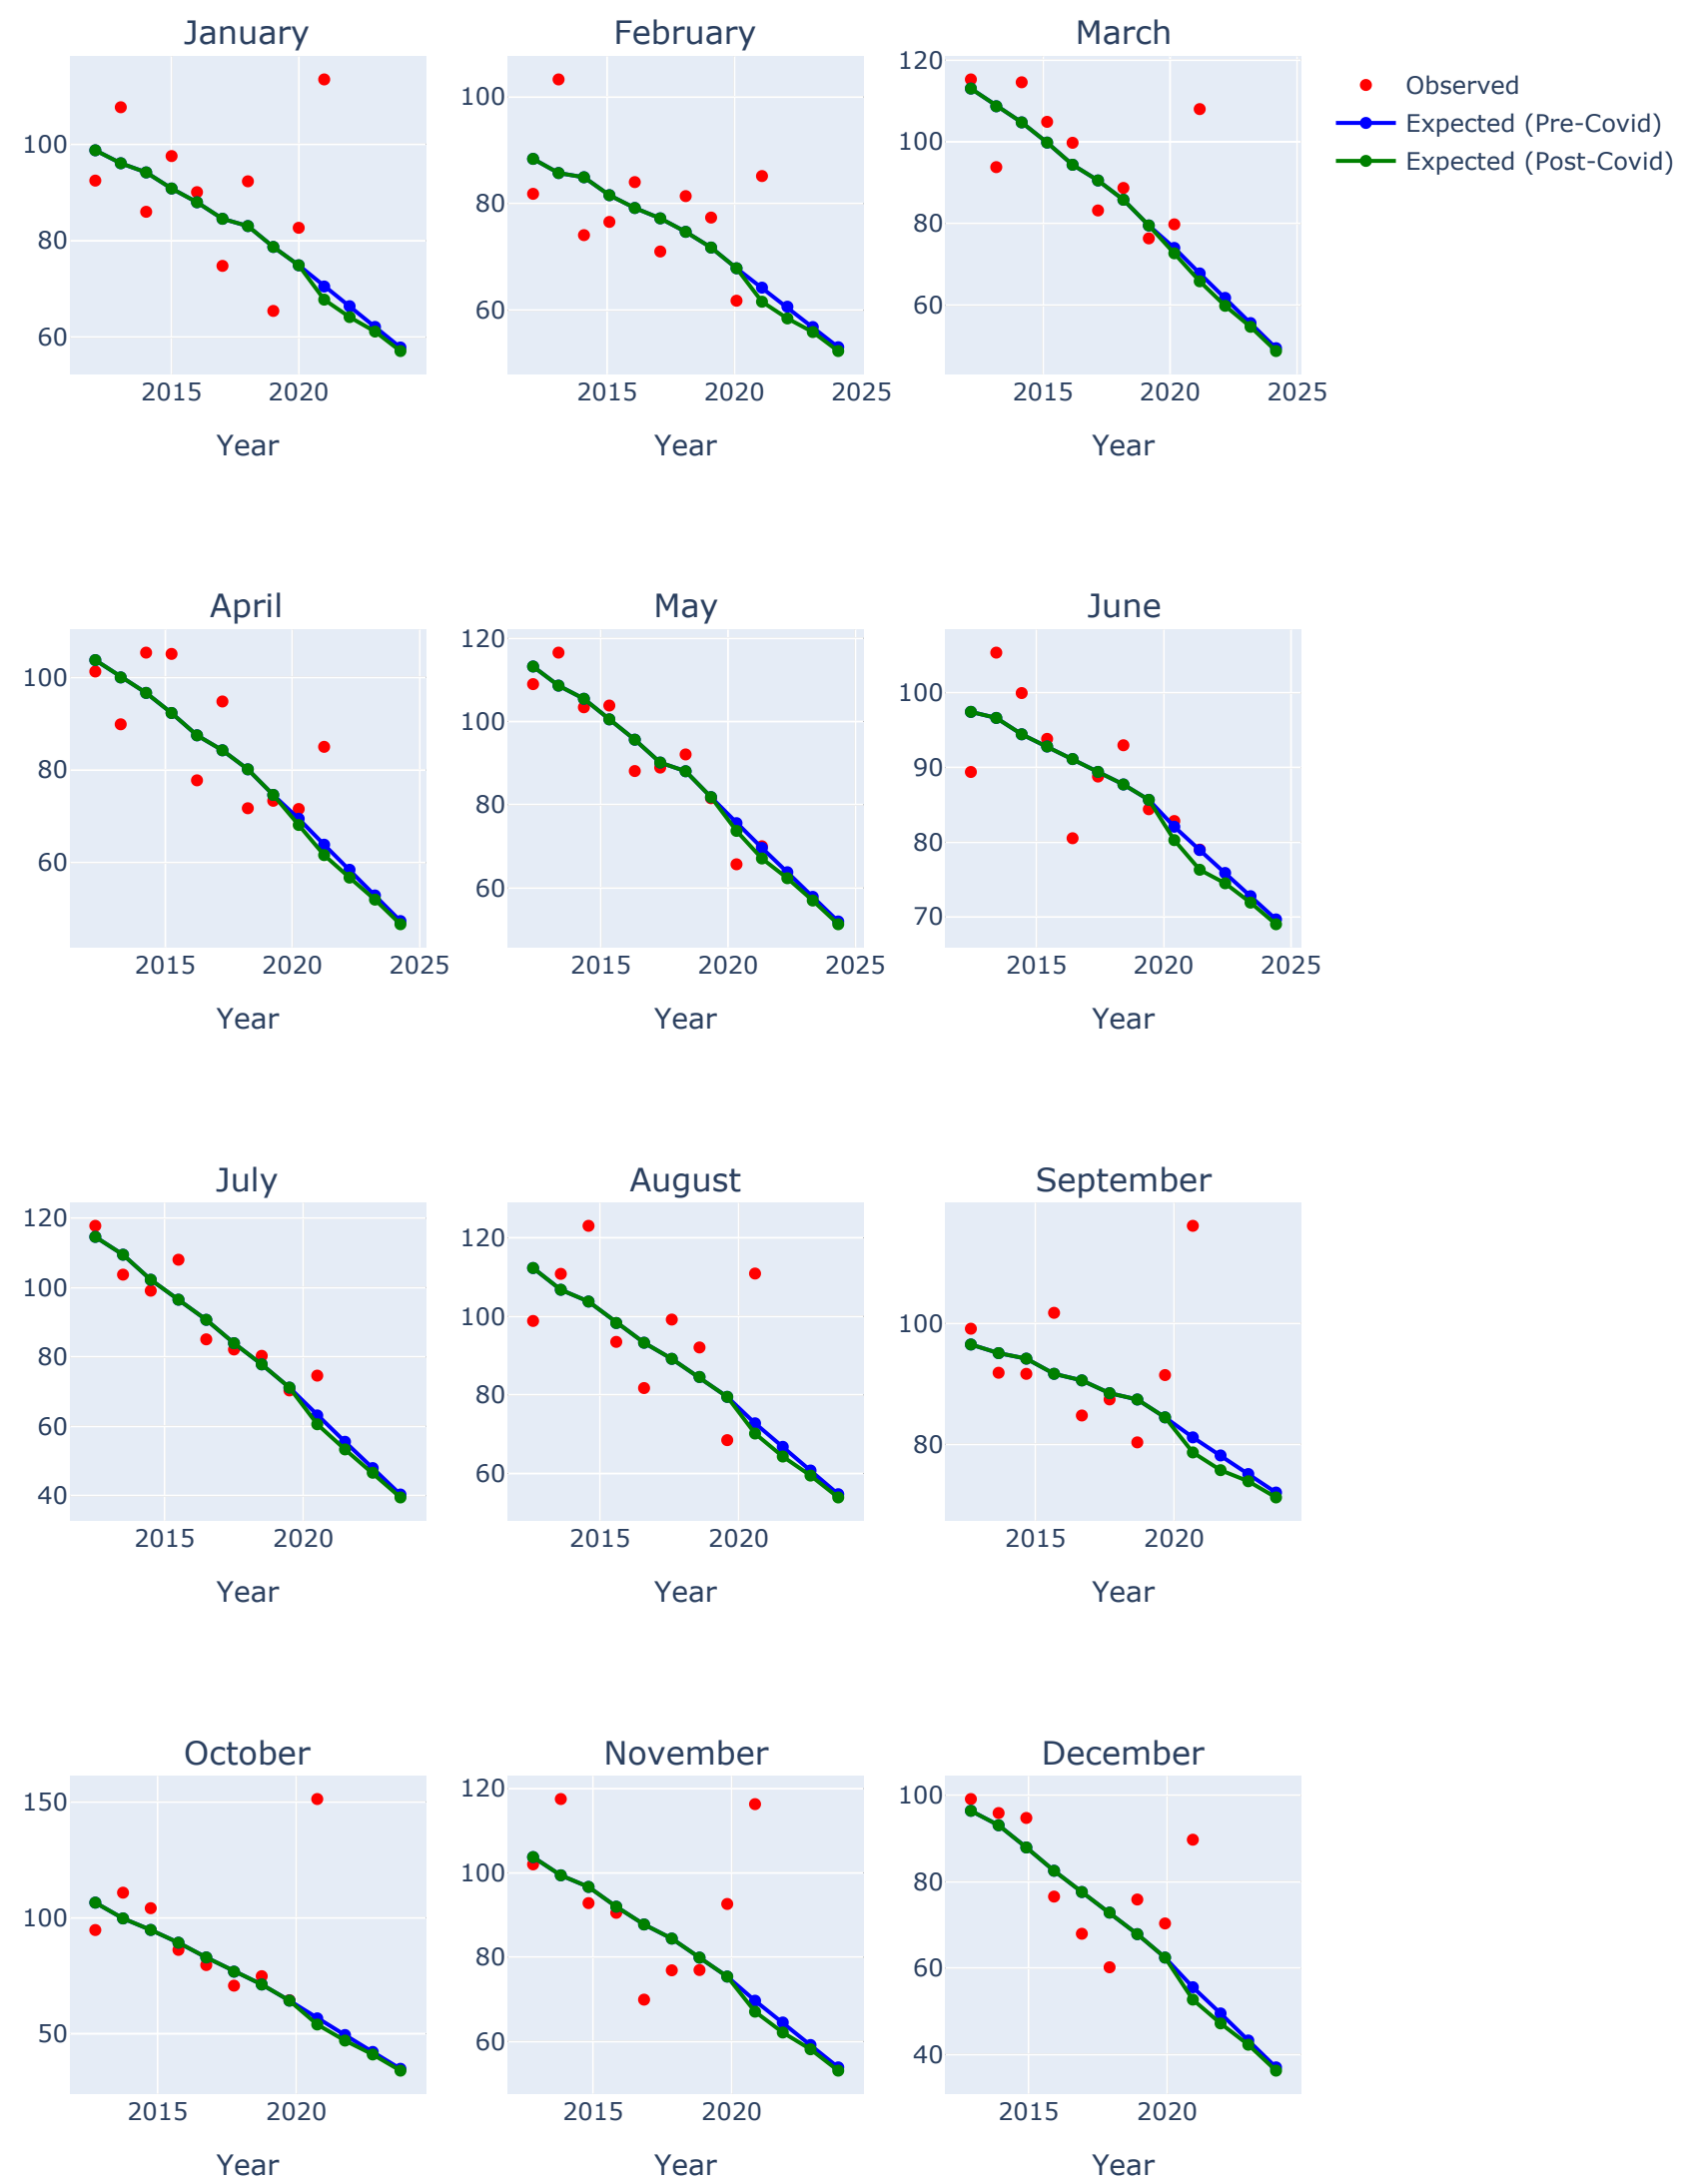 January
February
March
100
80
60
2015
2020
Year
100
80
60
2015
2020
2025
Year
120
100
80
60
2015
2020
2025
Year
Observed
Expected (Pre-Covid)
Expected (Post-Covid)
April
May
June
100
80
60
2015
2020
2025
Year
120
100
80
60
2015
2020
2025
Year
100
90
80
70
2015
2020
2025
Year
July
August
September
120
100
80
60
40
2015
2020
Year
120
100
80
60
2015
2020
Year
100
80
2015
2020
Year
October
November
December
150
100
50
2015
2020
Year
120
100
80
60
2015
2020
Year
100
80
60
40
2015
2020
Year